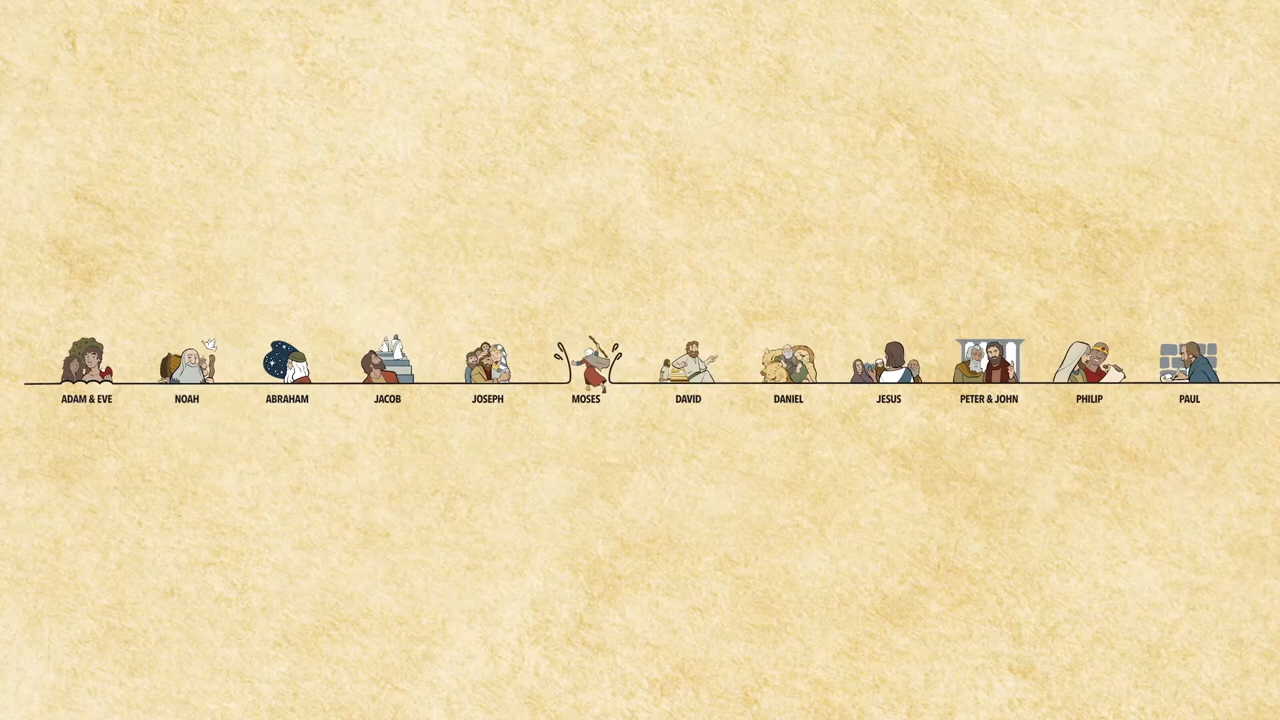 ADAM & EVE
NOAH
ABRAHAM
JACOB
JOSEPH
MOSES
DAVID
DANIEL
JESUS
PETER & JOHN
PHILIP
PAUL